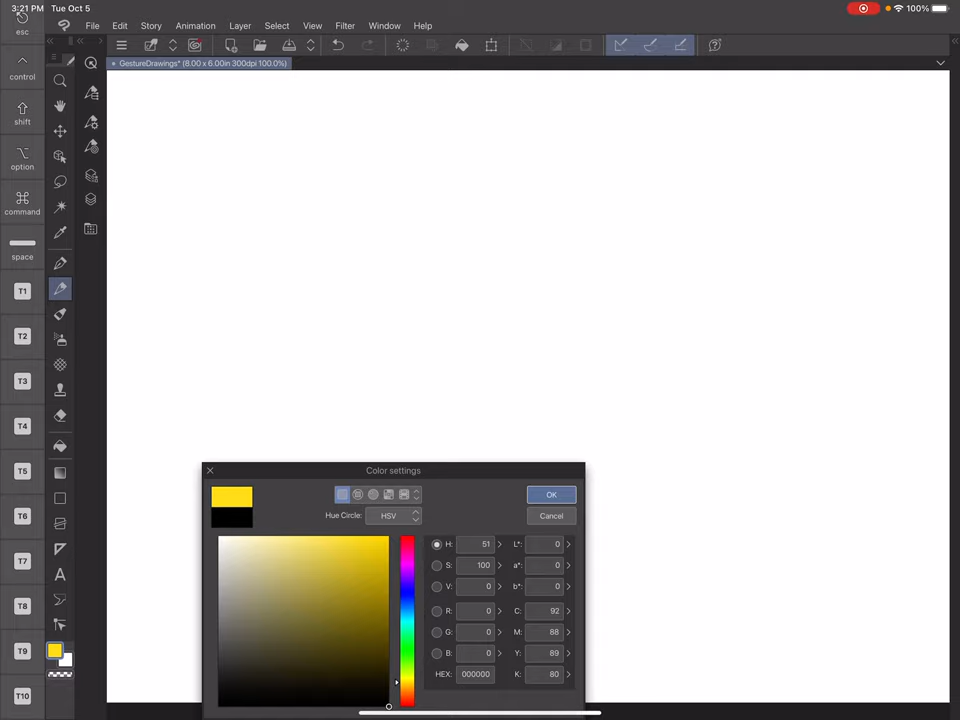 3:21 PM Tue Oct 5
100%
esc
File Edit Story Animation Layer Select View Filter Window Help
GestureDrawings* (8.00 x 6.00in 300dpi 100.0%)
control
shift
option
command
space
T1
T2
T3
T4
T5
T6
T7
T8
T9
T10
A
Color settings
OK
Hue Circle: HSV
Cancel
H: 51 L*: 0
S: 100 a*: 0
V: 0 b*: 0
R: 0 C: 92
G: 0 M: 88
B: 0 Y: 89
HEX: 000000 K: 80